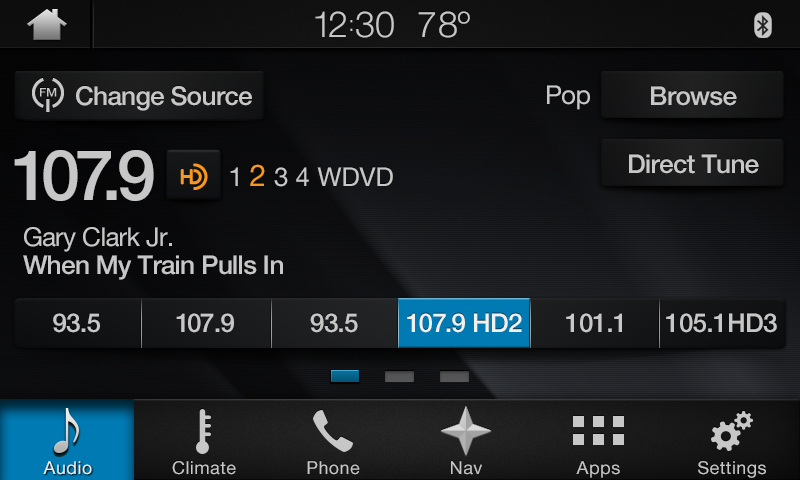 12:30 78º
FM Change Source
Pop Browse
107.9 HD 1 2 3 4 WDVD
Direct Tune
Gary Clark Jr.
When My Train Pulls In
93.5 107.9 93.5 107.9 HD2 101.1 105.1HD3
Audio Climate Phone Nav Apps Settings